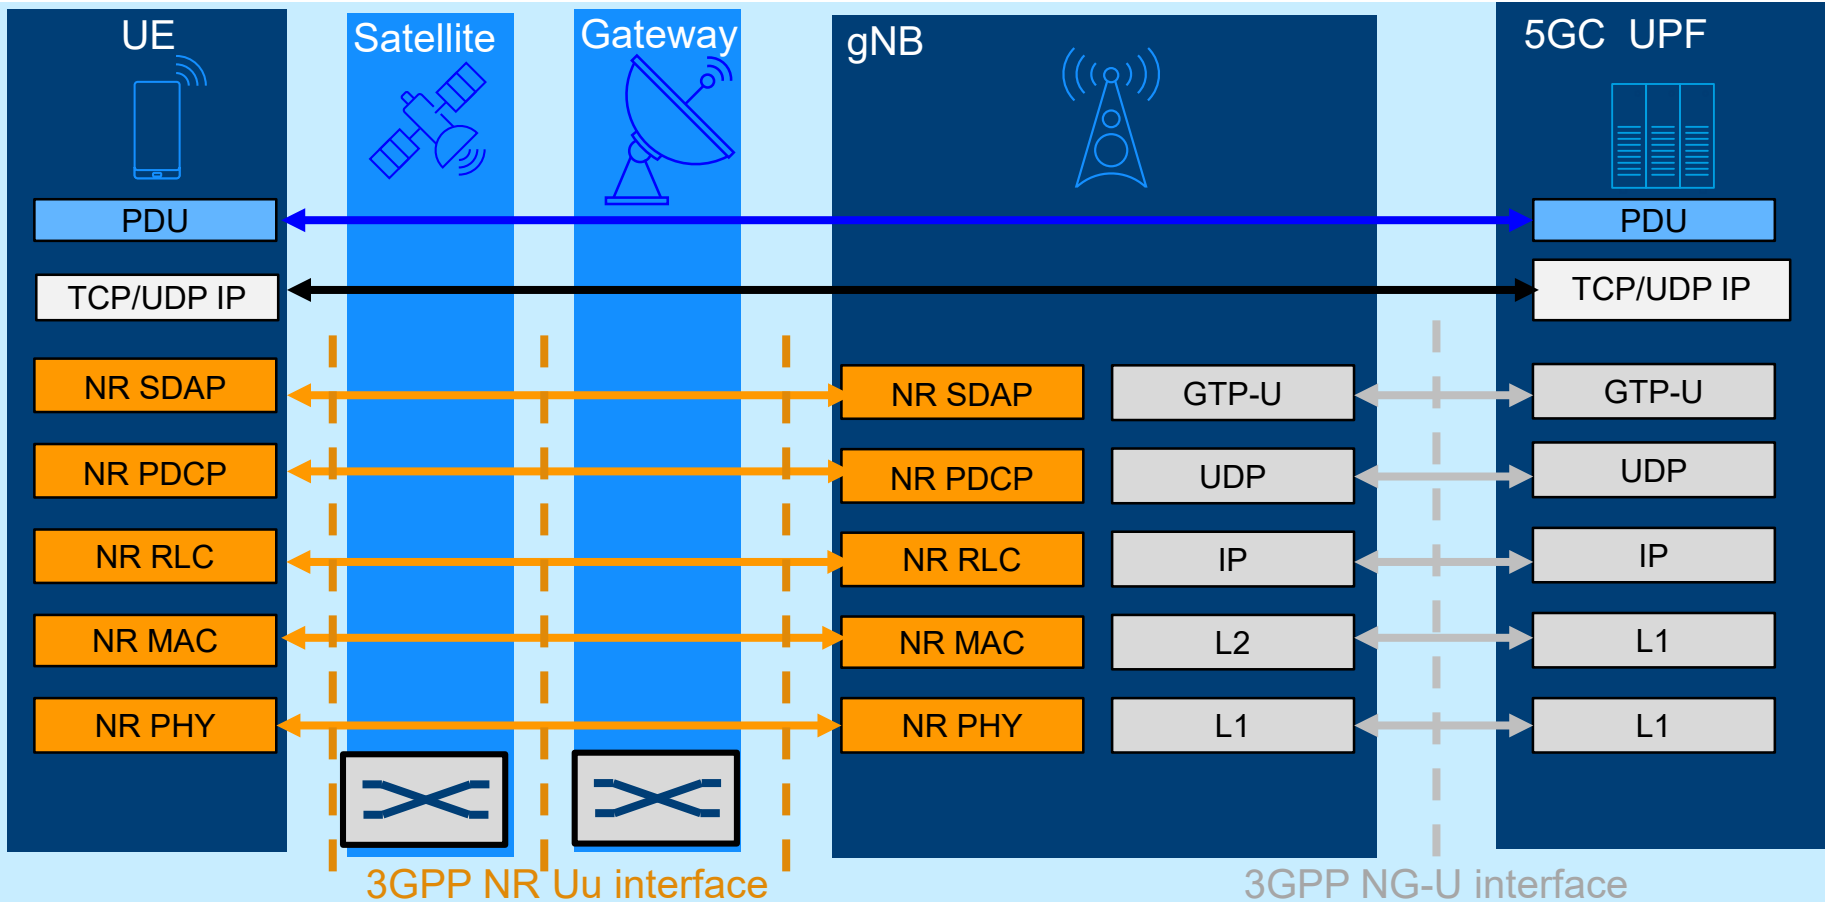 UE
Satellite
Gateway
gNB
5GC UPF
PDU
PDU
TCP/UDP IP
TCP/UDP IP
NR SDAP
NR SDAP
GTP-U
GTP-U
NR PDCP
NR PDCP
UDP
UDP
NR RLC
NR RLC
IP
IP
NR MAC
NR MAC
L2
L1
NR PHY
NR PHY
L1
L1
3GPP NR Uu interface
3GPP NG-U interface